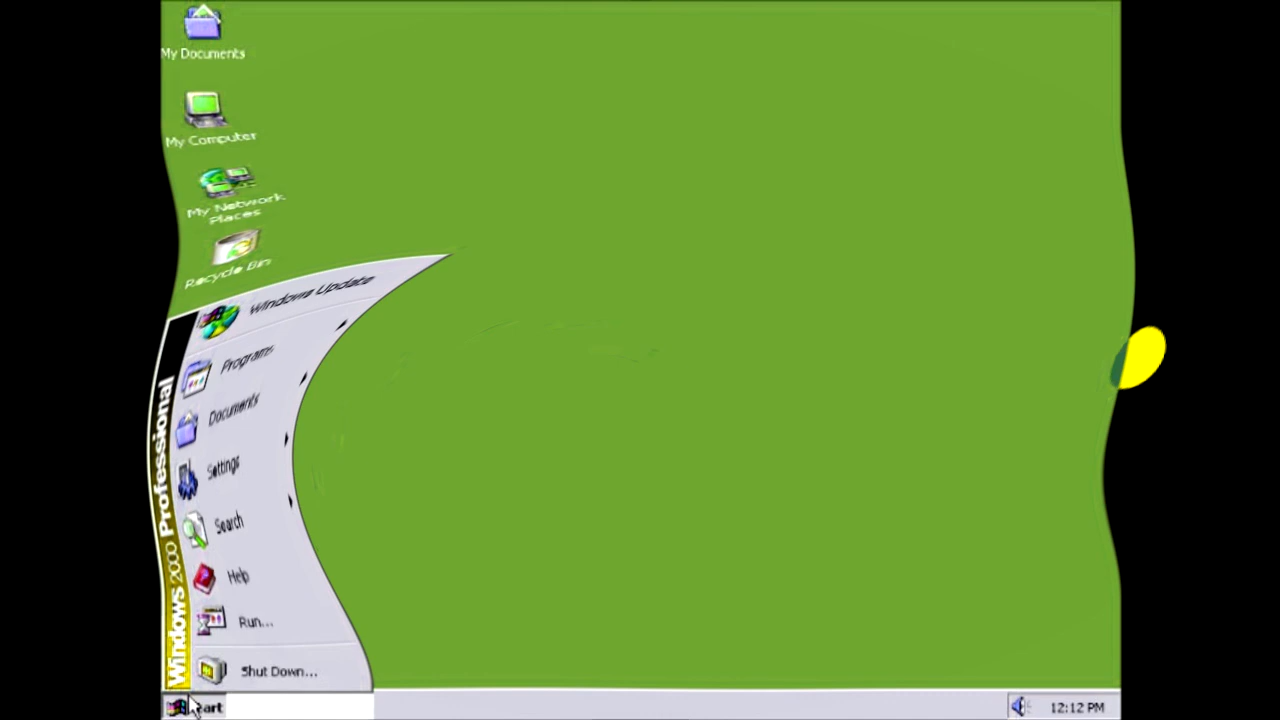 My Documents
My Computer
My Network
Places
Recycle Bin
Windows Update
Programs
Documents
Settings
Search
Help
Run...
Shut Down...
Windows 2000 Professional
12:12 PM